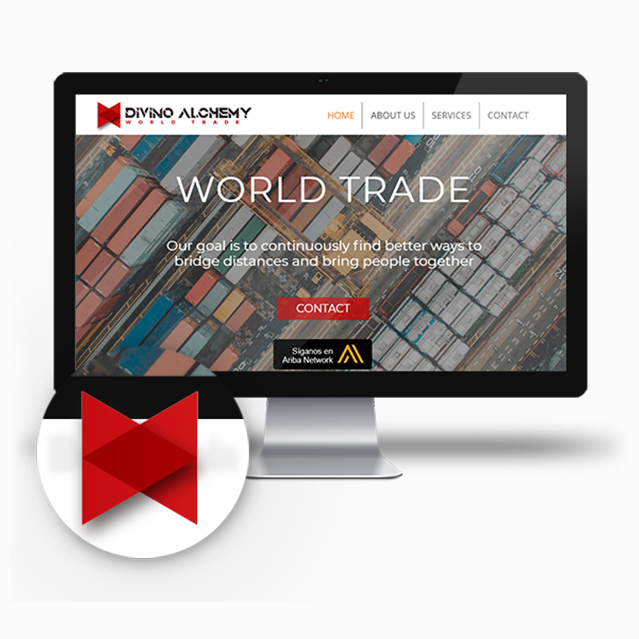 DIVINO ALCHEMY
WORLD TRADE
HOME
ABOUT US
SERVICES
CONTACT
WORLD TRADE
Our goal is to continuously find better ways to
bridge distances and bring people together
CONTACT
Síganos en
Ariba Network